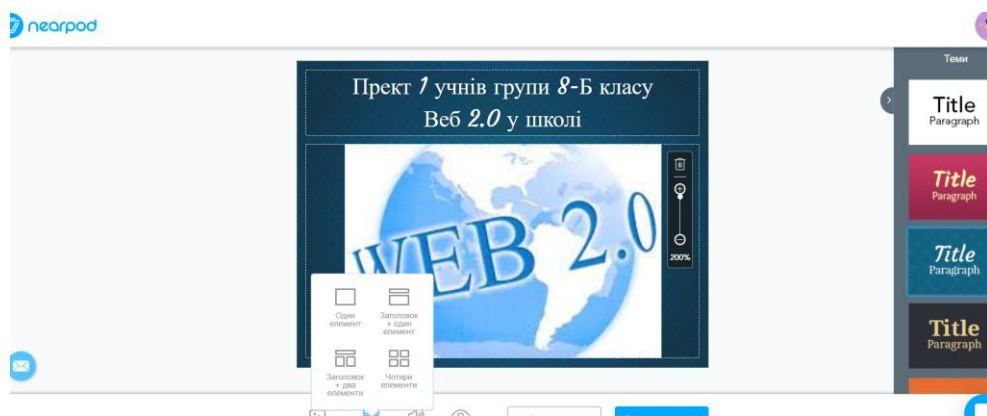 nearpod
Теми
Прект 1 учнів групи 8-Б класу
Веб 2.0 у школі
WEB 2.0
200%
Один
елемент
Заголовок
+ один
елемент
Заголовок
+ два
елементи
Чотири
елементи
Title
Paragraph
Title
Paragraph
Title
Paragraph
Title
Paragraph